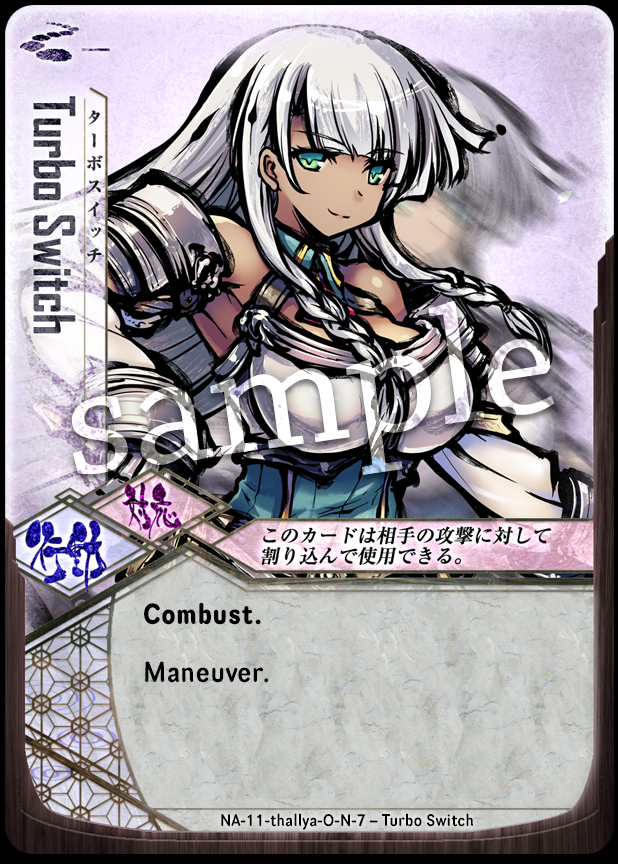 Turbo Switch
ターボスイッチ
sample
対応
行動
このカードは相手の攻撃に対して
割り込んで使用できる。
Combust.
Maneuver.
NA-11-thallya-O-N-7 – Turbo Switch